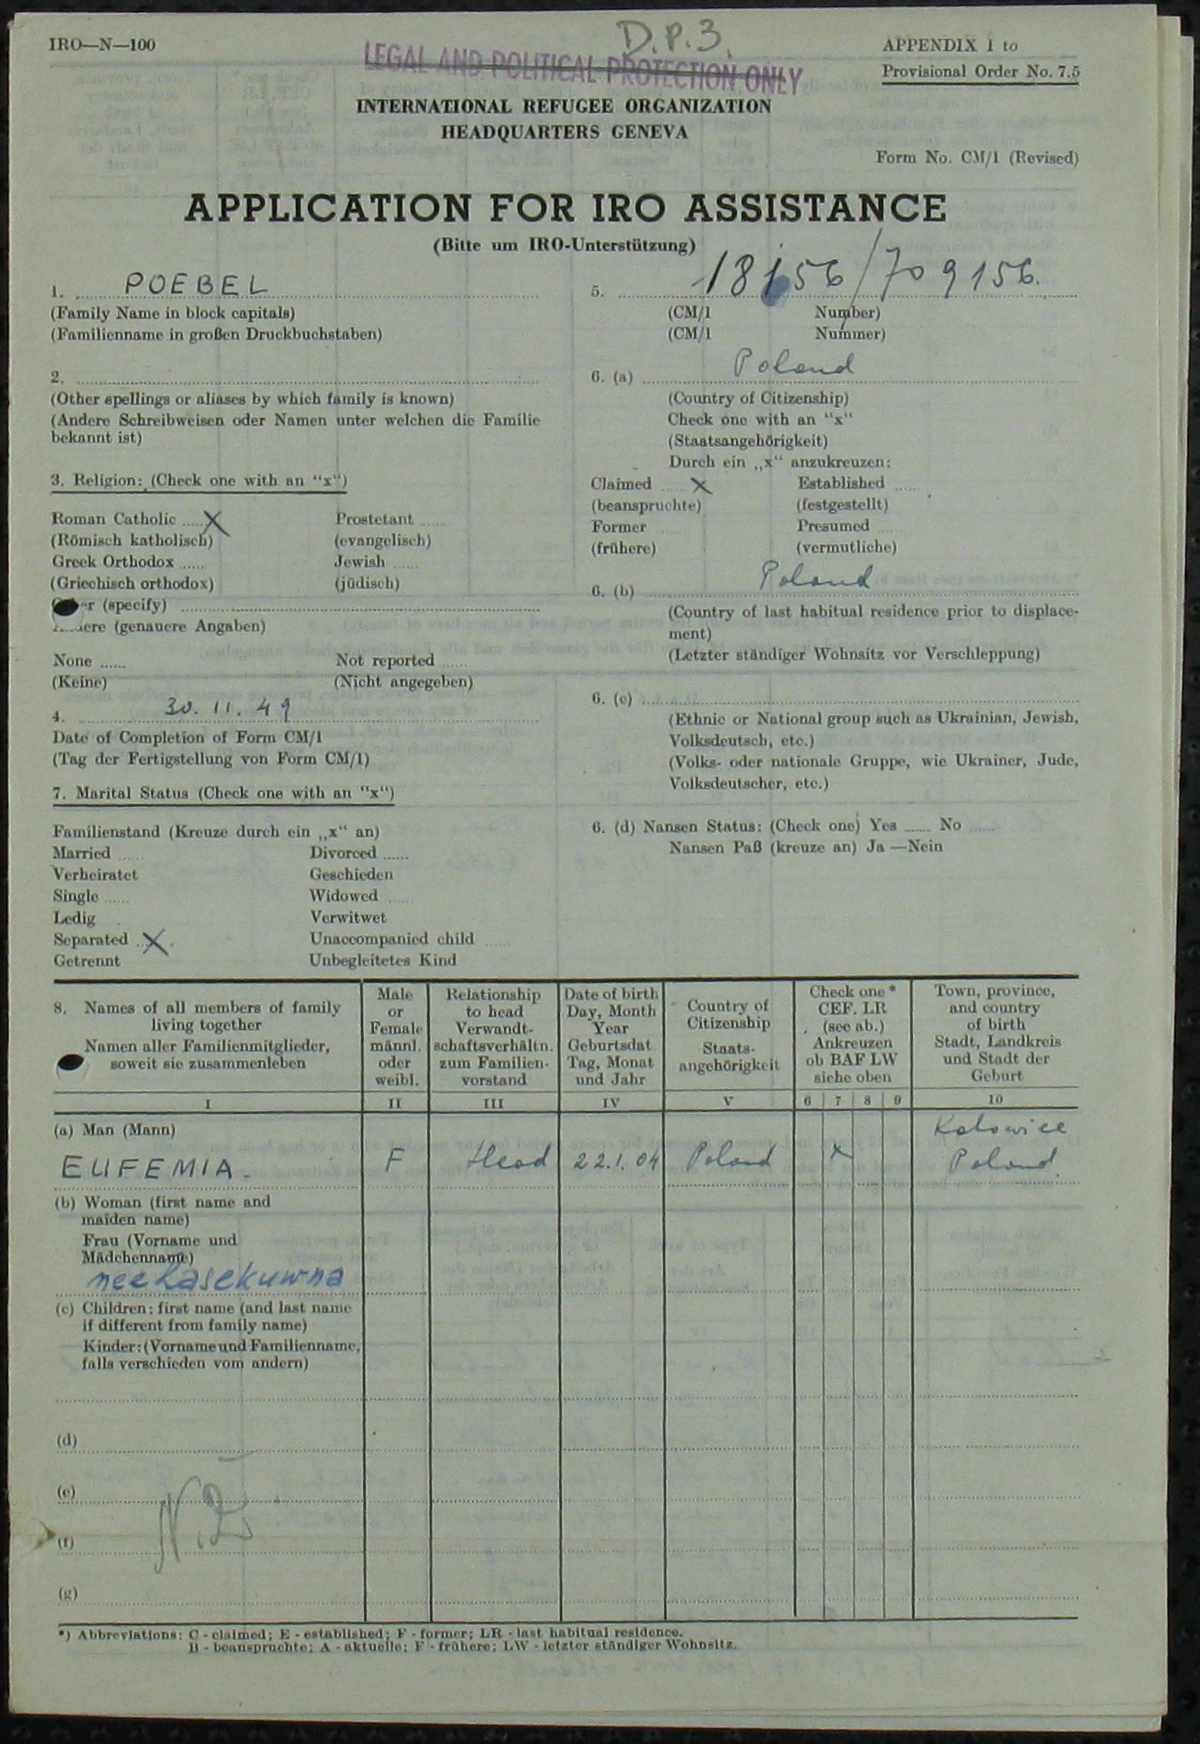 IRO—N—100
D.P.3.
LEGAL AND POLITICAL PROTECTION ONLY
APPENDIX 1 to
Provisional Order No. 7.5
INTERNATIONAL REFUGEE ORGANIZATION
HEADQUARTERS GENEVA
Form No. CM/1 (Revised)
APPLICATION FOR IRO ASSISTANCE
(Bitte um IRO-Unterstützung)
1. POEBEL
(Family Name in block capitals)
(Familienname in großen Druckbuchstaben)
5. 18156/709156.
(CM/1 Number)
(CM/1 Nummer)
2.
(Other spellings or aliases by which family is known)
(Andere Schreibweisen oder Namen unter welchen die Familie
bekannt ist)
6. (a) Poland
(Country of Citizenship)
Check one with an "x"
(Staatsangehörigkeit)
Durch ein „x“ anzukreuzen:
Claimed X Established
(beanspruchte) (festgestellt)
Former Presumed
(frühere) (vermutliche)
3. Religion: (Check one with an "x")
Roman Catholic X Prostetant
(Römisch katholisch) (evangelisch)
Greek Orthodox Jewish
(Griechisch orthodox) (jüdisch)
(specify)
(genauere Angaben)
None Not reported
(Keine) (Nicht angegeben)
6. (b) Poland
(Country of last habitual residence prior to displace-
ment)
(Letzter ständiger Wohnsitz vor Verschleppung)
4. 30. 11. 49
Date of Completion of Form CM/1
(Tag der Fertigstellung von Form CM/1)
6. (c)
(Ethnic or National group such as Ukrainian, Jewish,
Volksdeutsch, etc.)
(Volks- oder nationale Gruppe, wie Ukrainer, Jude,
Volksdeutscher, etc.)
7. Marital Status (Check one with an "x")
Familienstand (Kreuze durch ein „x“ an)
Married Divorced
Verheiratet Geschieden
Single Widowed
Ledig Verwitwet
Separated X Unaccompanied child
Getrennt Unbegleitetes Kind
6. (d) Nansen Status: (Check one) Yes No
Nansen Paß (kreuze an) Ja —Nein
8. Names of all members of family
living together
Namen aller Familienmitglieder,
soweit sie zusammenleben
Male
or
Female
männl.
oder
weibl.
Relationship
to head
Verwandt-
schaftsverhältn.
zum Familien-
vorstand
Date of birth
Day, Month
Year
Geburtsdat.
Tag, Monat
und Jahr
Country of
Citizenship
Staats-
angehörigkeit
Check one *
CEF. LR
(see ab.)
Ankreuzen
ob BAF LW
siehe oben
Town, province,
and country
of birth
Stadt, Landkreis
und Stadt der
Geburt
I II III IV V 6 7 8 9 10
(a) Man (Mann)
EUFEMIA. F Head 22.1.04 Poland X Katowice
Poland
(b) Woman (first name and
maiden name)
Frau (Vorname und
Mädchenname)
nee
(c) Children: first name (and last name
if different from family name)
Kinder: (Vorname und Familienname,
falls verschieden vom andern)
(d)
(e)
(f)
(g)
*) Abbreviations: C - claimed; E - established; F - former; LR - last habitual residence.
B - beanspruchte; A - aktuelle; F - frühere; LW - letzter ständiger Wohnsitz.